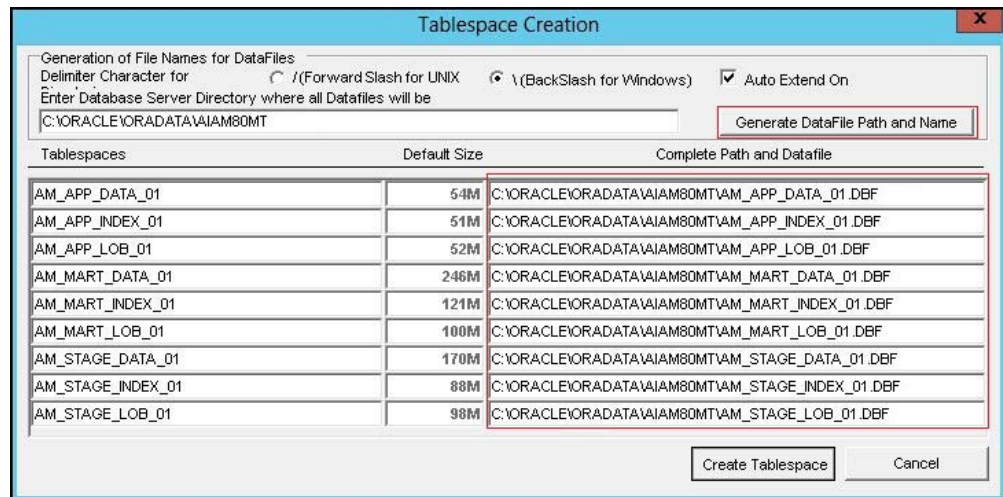 Tablespace Creation
X
Generation of File Names for DataFiles
Delimiter Character for
/(Forward Slash for UNIX
\(BackSlash for Windows)
Auto Extend On
Enter Database Server Directory where all Datafiles will be
C:\ORACLE\ORADATA\AIAM80MT
Generate DataFile Path and Name
Tablespaces Default Size Complete Path and Datafile
AM_APP_DATA_01 54M C:\ORACLE\ORADATA\AIAM80MT\AM_APP_DATA_01.DBF
AM_APP_INDEX_01 51M C:\ORACLE\ORADATA\AIAM80MT\AM_APP_INDEX_01.DBF
AM_APP_LOB_01 52M C:\ORACLE\ORADATA\AIAM80MT\AM_APP_LOB_01.DBF
AM_MART_DATA_01 246M C:\ORACLE\ORADATA\AIAM80MT\AM_MART_DATA_01.DBF
AM_MART_INDEX_01 121M C:\ORACLE\ORADATA\AIAM80MT\AM_MART_INDEX_01.DBF
AM_MART_LOB_01 100M C:\ORACLE\ORADATA\AIAM80MT\AM_MART_LOB_01.DBF
AM_STAGE_DATA_01 170M C:\ORACLE\ORADATA\AIAM80MT\AM_STAGE_DATA_01.DBF
AM_STAGE_INDEX_01 88M C:\ORACLE\ORADATA\AIAM80MT\AM_STAGE_INDEX_01.DBF
AM_STAGE_LOB_01 98M C:\ORACLE\ORADATA\AIAM80MT\AM_STAGE_LOB_01.DBF
Create Tablespace
Cancel